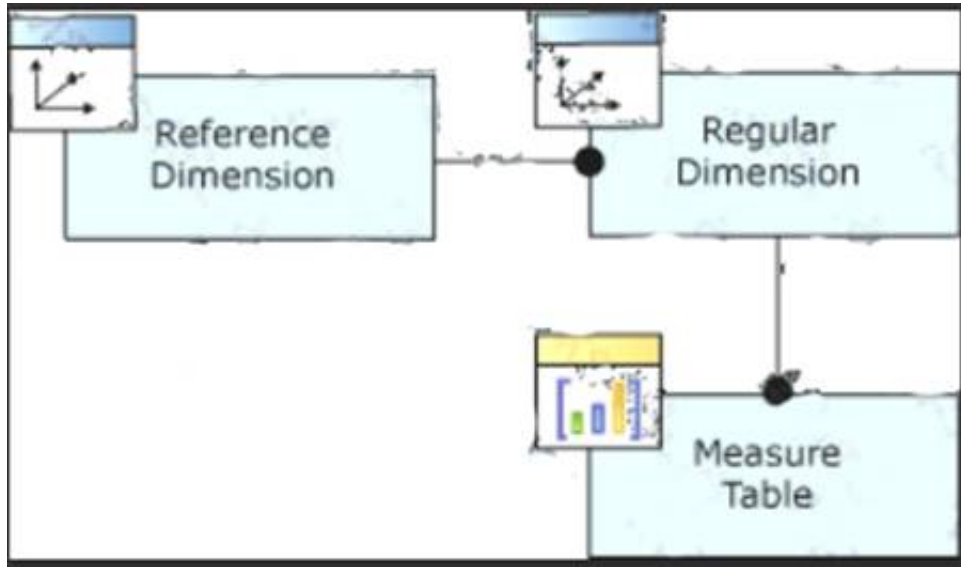 Reference
Dimension
Regular
Dimension
Measure
Table